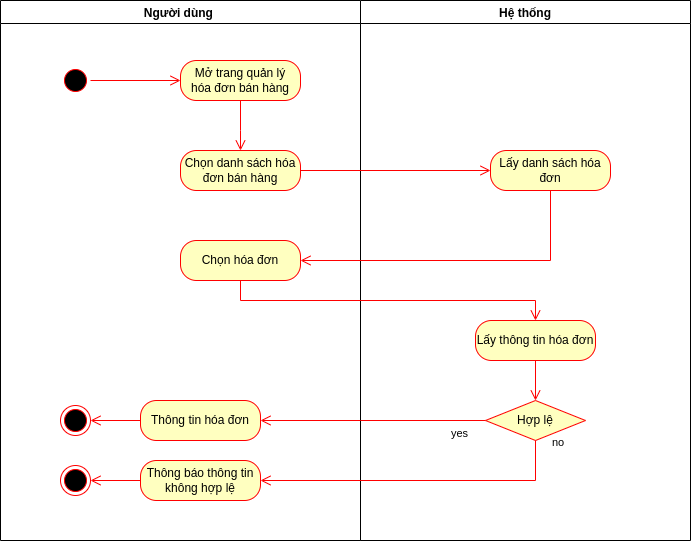 Người dùng
Hệ thống
Mở trang quản lý
hóa đơn bán hàng
Chọn danh sách hóa
đơn bán hàng
Lấy danh sách hóa
đơn
Chọn hóa đơn
Lấy thông tin hóa đơn
Thông tin hóa đơn
Hợp lệ
yes
no
Thông báo thông tin
không hợp lệ